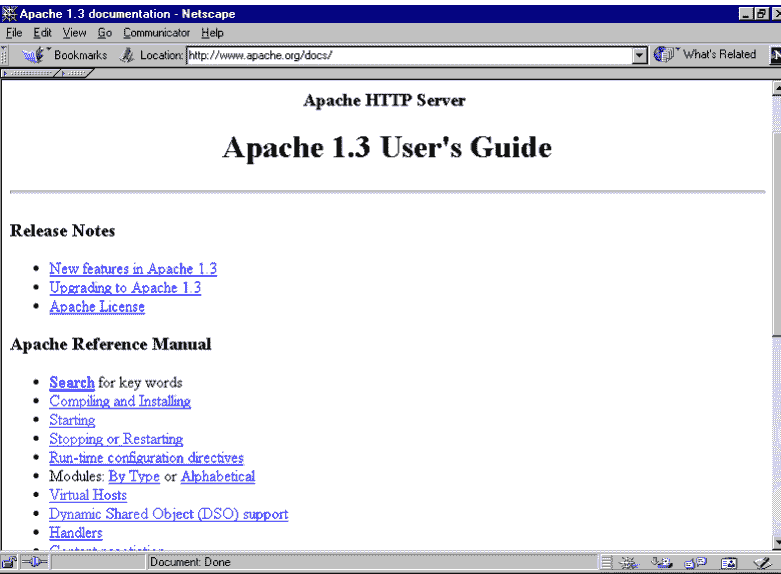 Apache 1.3 documentation - Netscape
File Edit View Go Communicator Help
Bookmarks Location: http://www.apache.org/docs/ What's Related
Apache HTTP Server
Apache 1.3 User's Guide
Release Notes
New features in Apache 1.3
Upgrading to Apache 1.3
Apache License
Apache Reference Manual
Search for key words
Compiling and Installing
Starting
Stopping or Restarting
Run-time configuration directives
Modules: By Type or Alphabetical
Virtual Hosts
Dynamic Shared Object (DSO) support
Handlers
Content negotiation
Document: Done